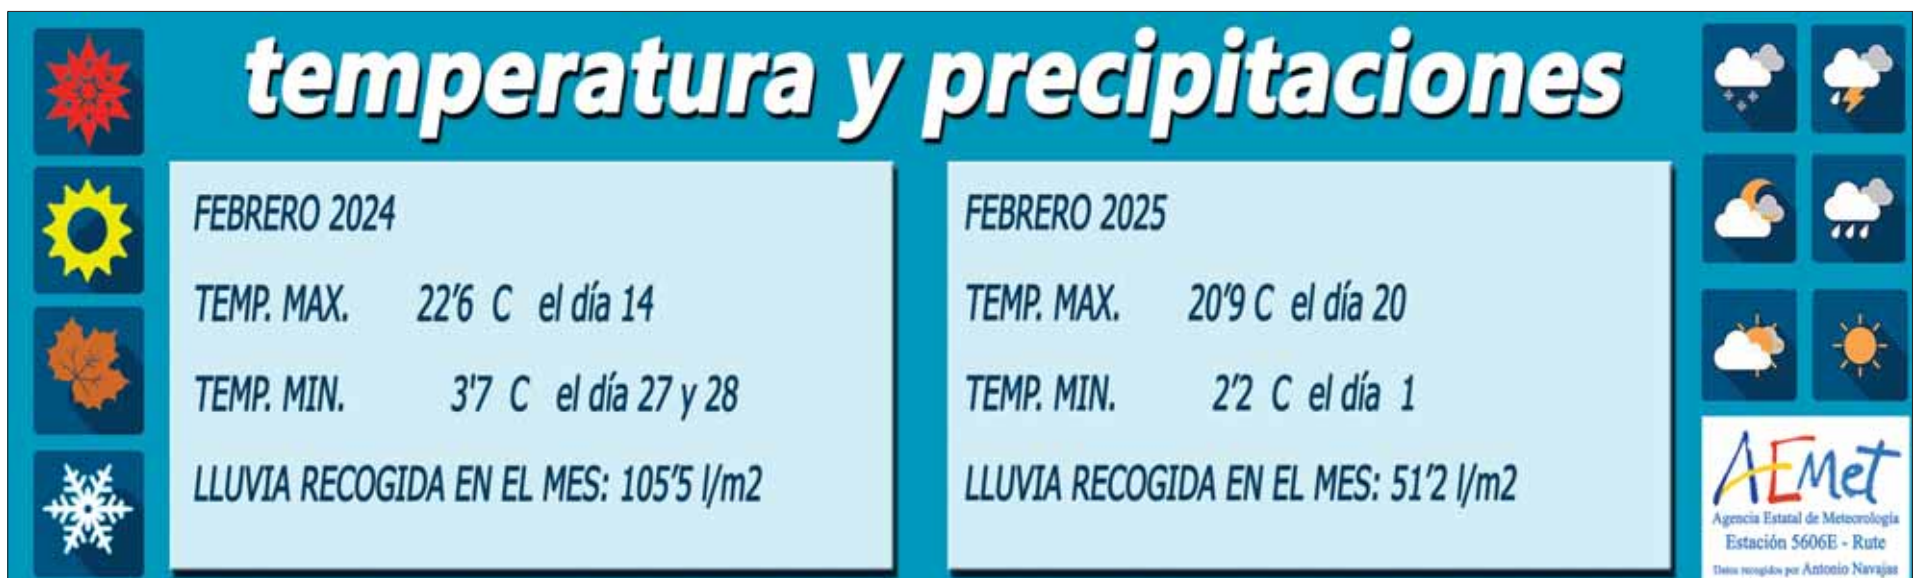 temperatura y precipitaciones
FEBRERO 2024
TEMP. MAX. 22'6 C el día 14
TEMP. MIN. 3'7 C el día 27 y 28
LLUVIA RECOGIDA EN EL MES: 105'5 l/m2
FEBRERO 2025
TEMP. MAX. 20'9 C el día 20
TEMP. MIN. 2'2 C el día 1
LLUVIA RECOGIDA EN EL MES: 51'2 l/m2
AEMet
Agencia Estatal de Meteorología
Estación 5606E - Rute
Datos recogidos por Antonio Navajas